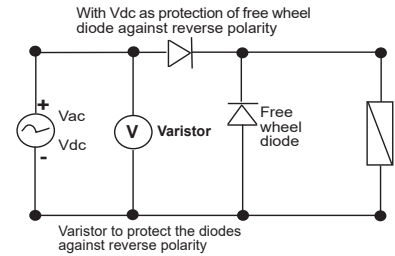 With Vdc as protection of free wheel
diode against reverse polarity
+
Vac
Vdc
-
V
Varistor
Free
wheel
diode
Varistor to protect the diodes
against reverse polarity